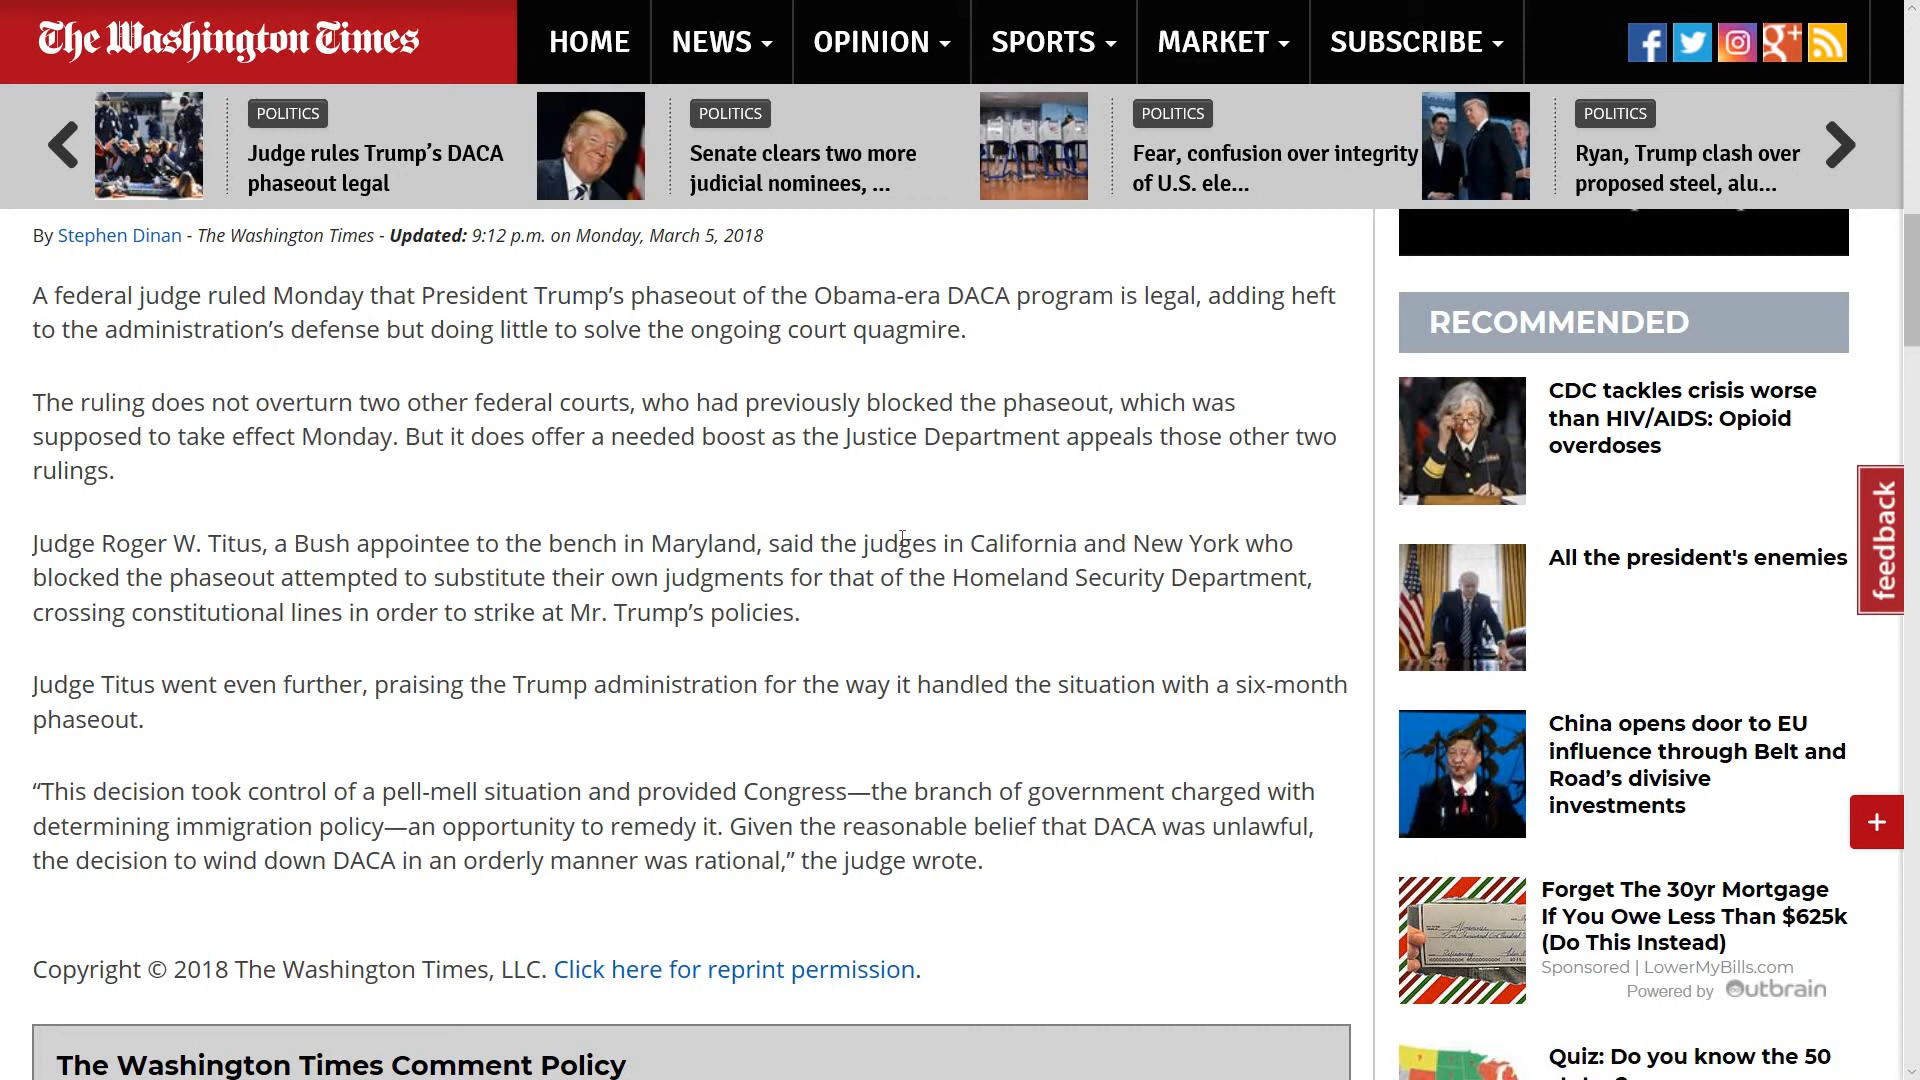 The Washington Times
HOME NEWS OPINION SPORTS MARKET SUBSCRIBE
POLITICS
Judge rules Trump’s DACA
phaseout legal
POLITICS
Senate clears two more
judicial nominees, ...
POLITICS
Fear, confusion over integrity
of U.S. ele...
POLITICS
Ryan, Trump clash over
proposed steel, alu...
By Stephen Dinan - The Washington Times - Updated: 9:12 p.m. on Monday, March 5, 2018
A federal judge ruled Monday that President Trump’s phaseout of the Obama-era DACA program is legal, adding heft
to the administration’s defense but doing little to solve the ongoing court quagmire.
The ruling does not overturn two other federal courts, who had previously blocked the phaseout, which was
supposed to take effect Monday. But it does offer a needed boost as the Justice Department appeals those other two
rulings.
Judge Roger W. Titus, a Bush appointee to the bench in Maryland, said the judges in California and New York who
blocked the phaseout attempted to substitute their own judgments for that of the Homeland Security Department,
crossing constitutional lines in order to strike at Mr. Trump’s policies.
Judge Titus went even further, praising the Trump administration for the way it handled the situation with a six-month
phaseout.
“This decision took control of a pell-mell situation and provided Congress—the branch of government charged with
determining immigration policy—an opportunity to remedy it. Given the reasonable belief that DACA was unlawful,
the decision to wind down DACA in an orderly manner was rational,” the judge wrote.
Copyright © 2018 The Washington Times, LLC. Click here for reprint permission.
The Washington Times Comment Policy
RECOMMENDED
CDC tackles crisis worse
than HIV/AIDS: Opioid
overdoses
All the president's enemies
China opens door to EU
influence through Belt and
Road’s divisive
investments
Forget The 30yr Mortgage
If You Owe Less Than $625k
(Do This Instead)
Sponsored | LowerMyBills.com
Powered by Outbrain
Quiz: Do you know the 50
feedback
+